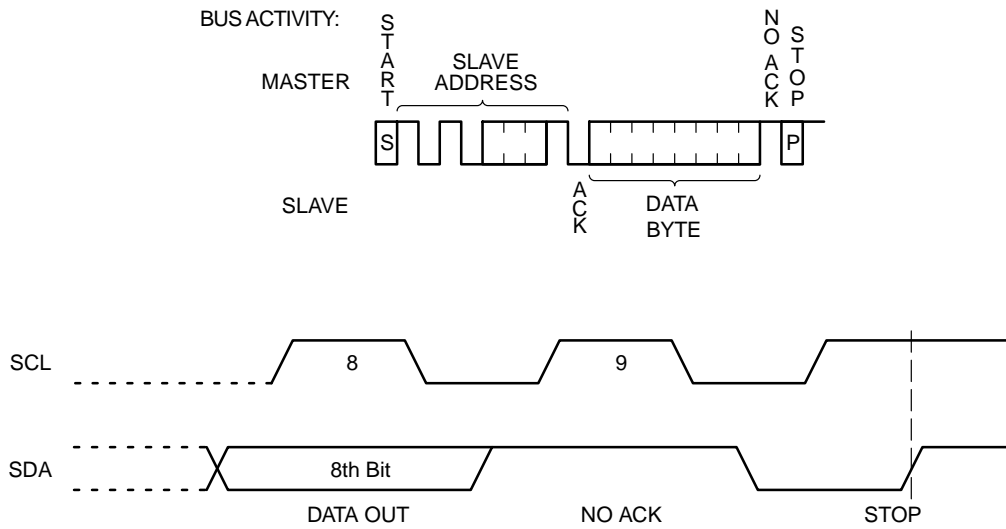 BUS ACTIVITY:
MASTER
START
SLAVE
ADDRESS
NO ACK
STOP
S
P
SLAVE
ACK
DATA
BYTE
SCL
8
9
SDA
8th Bit
DATA OUT
NO ACK
STOP